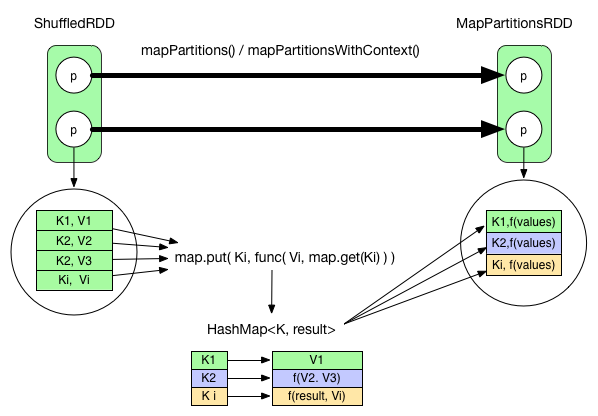 ShuffledRDD
MapPartitionsRDD
mapPartitions() / mapPartitionsWithContext()
p
p
p
p
K1, V1
K2, V2
K2, V3
Ki, Vi
map.put( Ki, func( Vi, map.get(Ki) ) )
K1,f(values)
K2,f(values)
Ki, f(values)
HashMap<K, result>
K1
V1
K2
f(V2. V3)
K i
f(result, Vi)